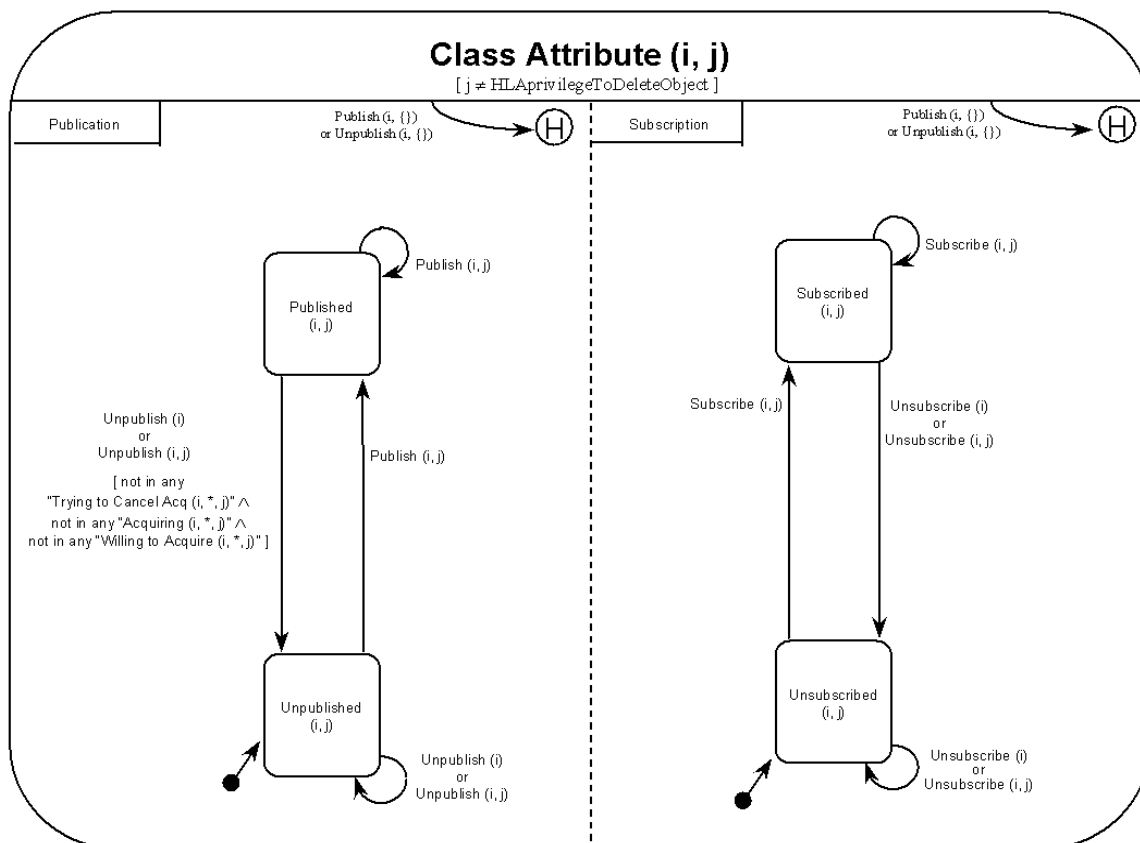 Class Attribute (i, j)
[ j ≠ HLAprivilegeToDeleteObject ]
Publication
Publish (i, {})
or Unpublish (i, {})
H
Publish (i, j)
Published
(i, j)
Unpublish (i)
or
Unpublish (i, j)
[ not in any
"Trying to Cancel Acq (i, *, j)" ∧
not in any "Acquiring (i, *, j)" ∧
not in any "Willing to Acquire (i, *, j)" ]
Publish (i, j)
Unpublished
(i, j)
Unpublish (i)
or
Unpublish (i, j)
Subscription
Publish (i, {})
or Unpublish (i, {})
H
Subscribe (i, j)
Subscribed
(i, j)
Subscribe (i, j)
Unsubscribe (i)
or
Unsubscribe (i, j)
Unsubscribed
(i, j)
Unsubscribe (i)
or
Unsubscribe (i, j)